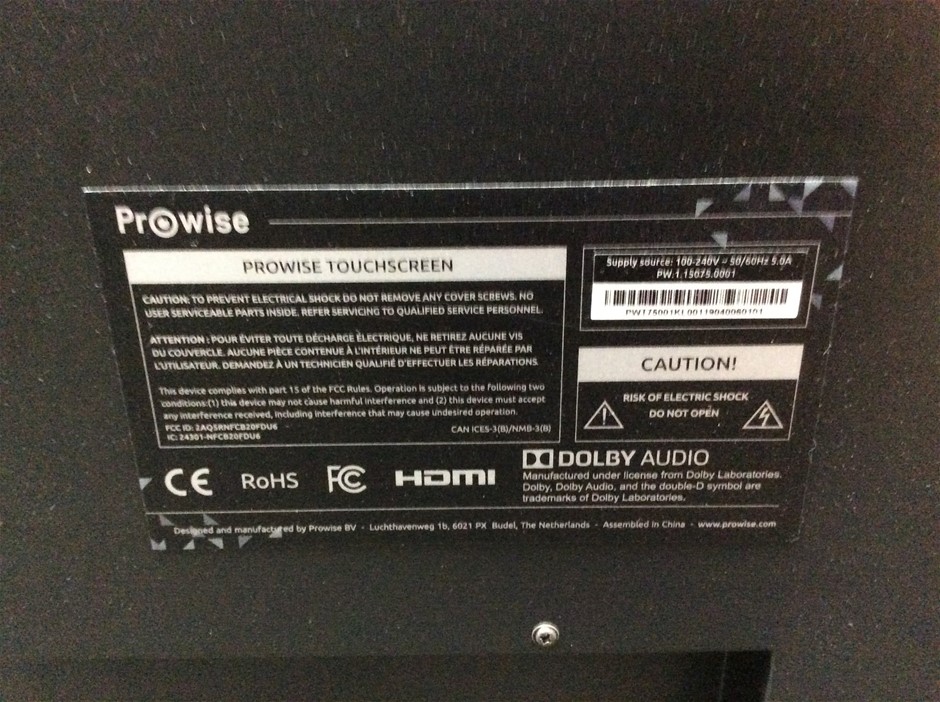 Prowise
PROWISE TOUCHSCREEN
CAUTION: TO PREVENT ELECTRICAL SHOCK DO NOT REMOVE ANY COVER SCREWS. NO
USER SERVICEABLE PARTS INSIDE. REFER SERVICING TO QUALIFIED SERVICE PERSONNEL.
ATTENTION : POUR ÉVITER TOUTE DÉCHARGE ÉLECTRIQUE, NE RETIREZ AUCUNE VIS
DU COUVERCLE. AUCUNE PIÈCE CONTENUE À L'INTÉRIEUR NE PEUT ÊTRE RÉPARÉE PAR
L'UTILISATEUR. DEMANDEZ À UN TECHNICIEN QUALIFIÉ D'EFFECTUER LES RÉPARATIONS.
This device complies with part 15 of the FCC Rules. Operation is subject to the following two
conditions:(1) this device may not cause harmful interference and (2) this device must accept
any interference received, including interference that may cause undesired operation.
FCC ID: 2AQSRNFCB20FDU6
IC: 24301-NFCB20FDU6
CAN ICES-3(B)/NMB-3(B)
Supply source: 100-240V ~ 50/60Hz 5.0A
PW.1.15075.0001
PW175001KL00119040060101
CAUTION!
RISK OF ELECTRIC SHOCK
DO NOT OPEN
CE RoHS FC HDMI
DOLBY AUDIO
Manufactured under license from Dolby Laboratories.
Dolby, Dolby Audio, and the double-D symbol are
trademarks of Dolby Laboratories.
Designed and manufactured by Prowise BV · Luchthavenweg 1b, 6021 PX Budel, The Netherlands · Assembled in China · www.prowise.com